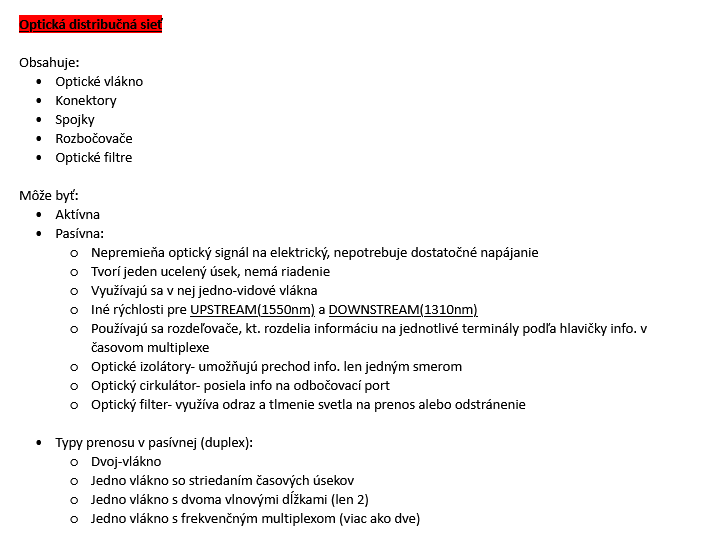 Optická distribučná sieť
Obsahuje:
• Optické vlákno
• Konektory
• Spojky
• Rozbočovače
• Optické filtre
Môže byť:
• Aktívna
• Pasívna:
o Nepremieňa optický signál na elektrický, nepotrebuje dostatočné napájanie
o Tvorí jeden ucelený úsek, nemá riadenie
o Využívajú sa v nej jedno-vidové vlákna
o Iné rýchlosti pre UPSTREAM(1550nm) a DOWNSTREAM(1310nm)
o Používajú sa rozdeľovače, kt. rozdelia informáciu na jednotlivé terminály podľa hlavičky info. v
časovom multiplexe
o Optické izolátory- umožňujú prechod info. len jedným smerom
o Optický cirkulátor- posiela info na odbočovací port
o Optický filter- využíva odraz a tlmenie svetla na prenos alebo odstránenie
• Typy prenosu v pasívnej (duplex):
o Dvoj-vlákno
o Jedno vlákno so striedaním časových úsekov
o Jedno vlákno s dvoma vlnovými dĺžkami (len 2)
o Jedno vlákno s frekvenčným multiplexom (viac ako dve)